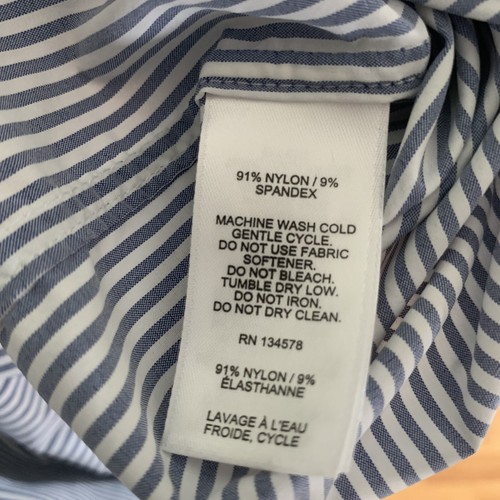 91% NYLON / 9%
SPANDEX
MACHINE WASH COLD
GENTLE CYCLE.
DO NOT USE FABRIC
SOFTENER.
DO NOT BLEACH.
TUMBLE DRY LOW.
DO NOT IRON.
DO NOT DRY CLEAN.
RN 134578
91% NYLON / 9%
ÉLASTHANNE
LAVAGE À L'EAU
FROIDE, CYCLE